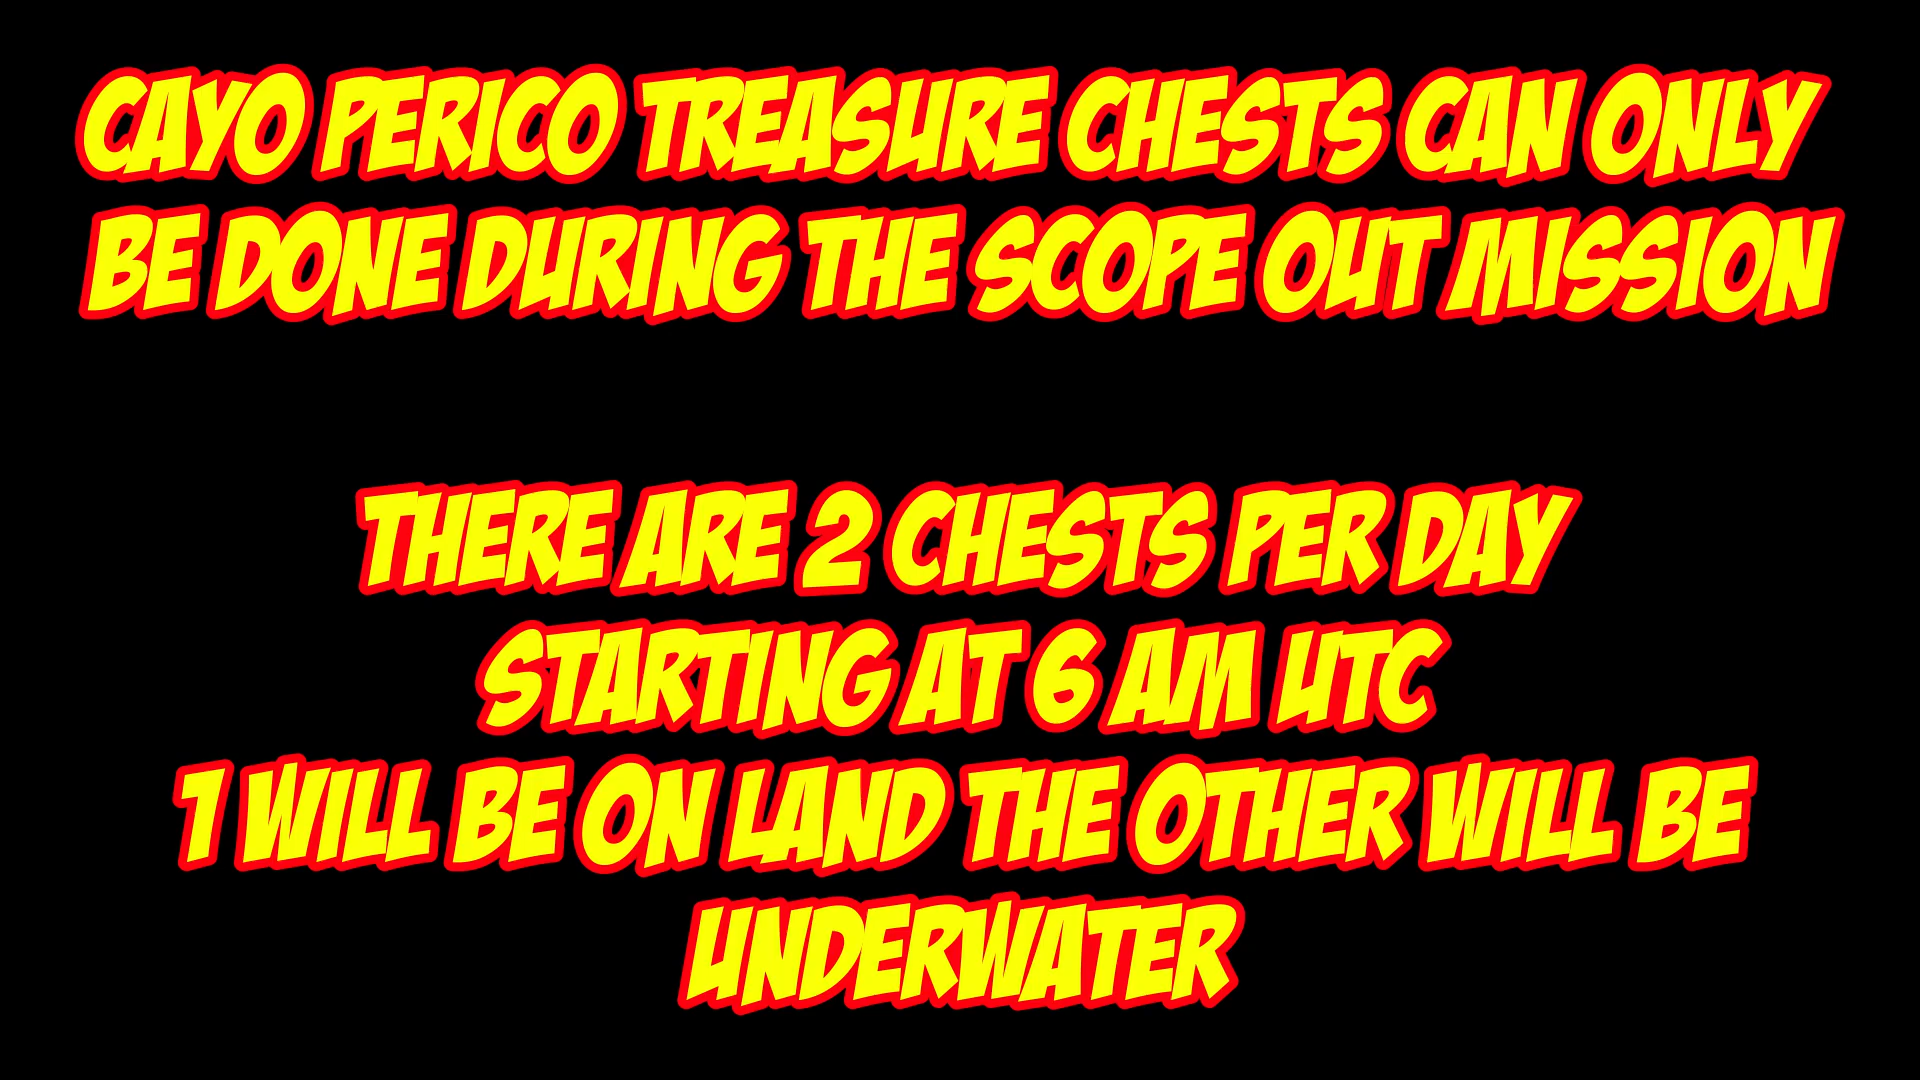 CAYO PERICO TREASURE CHESTS CAN ONLY
BE DONE DURING THE SCOPE OUT MISSION
THERE ARE 2 CHESTS PER DAY
STARTING AT 6 AM UTC
1 WILL BE ON LAND THE OTHER WILL BE
UNDERWATER